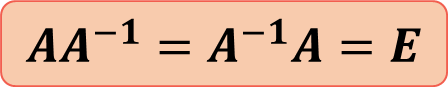 AA⁻¹ = A⁻¹A = E